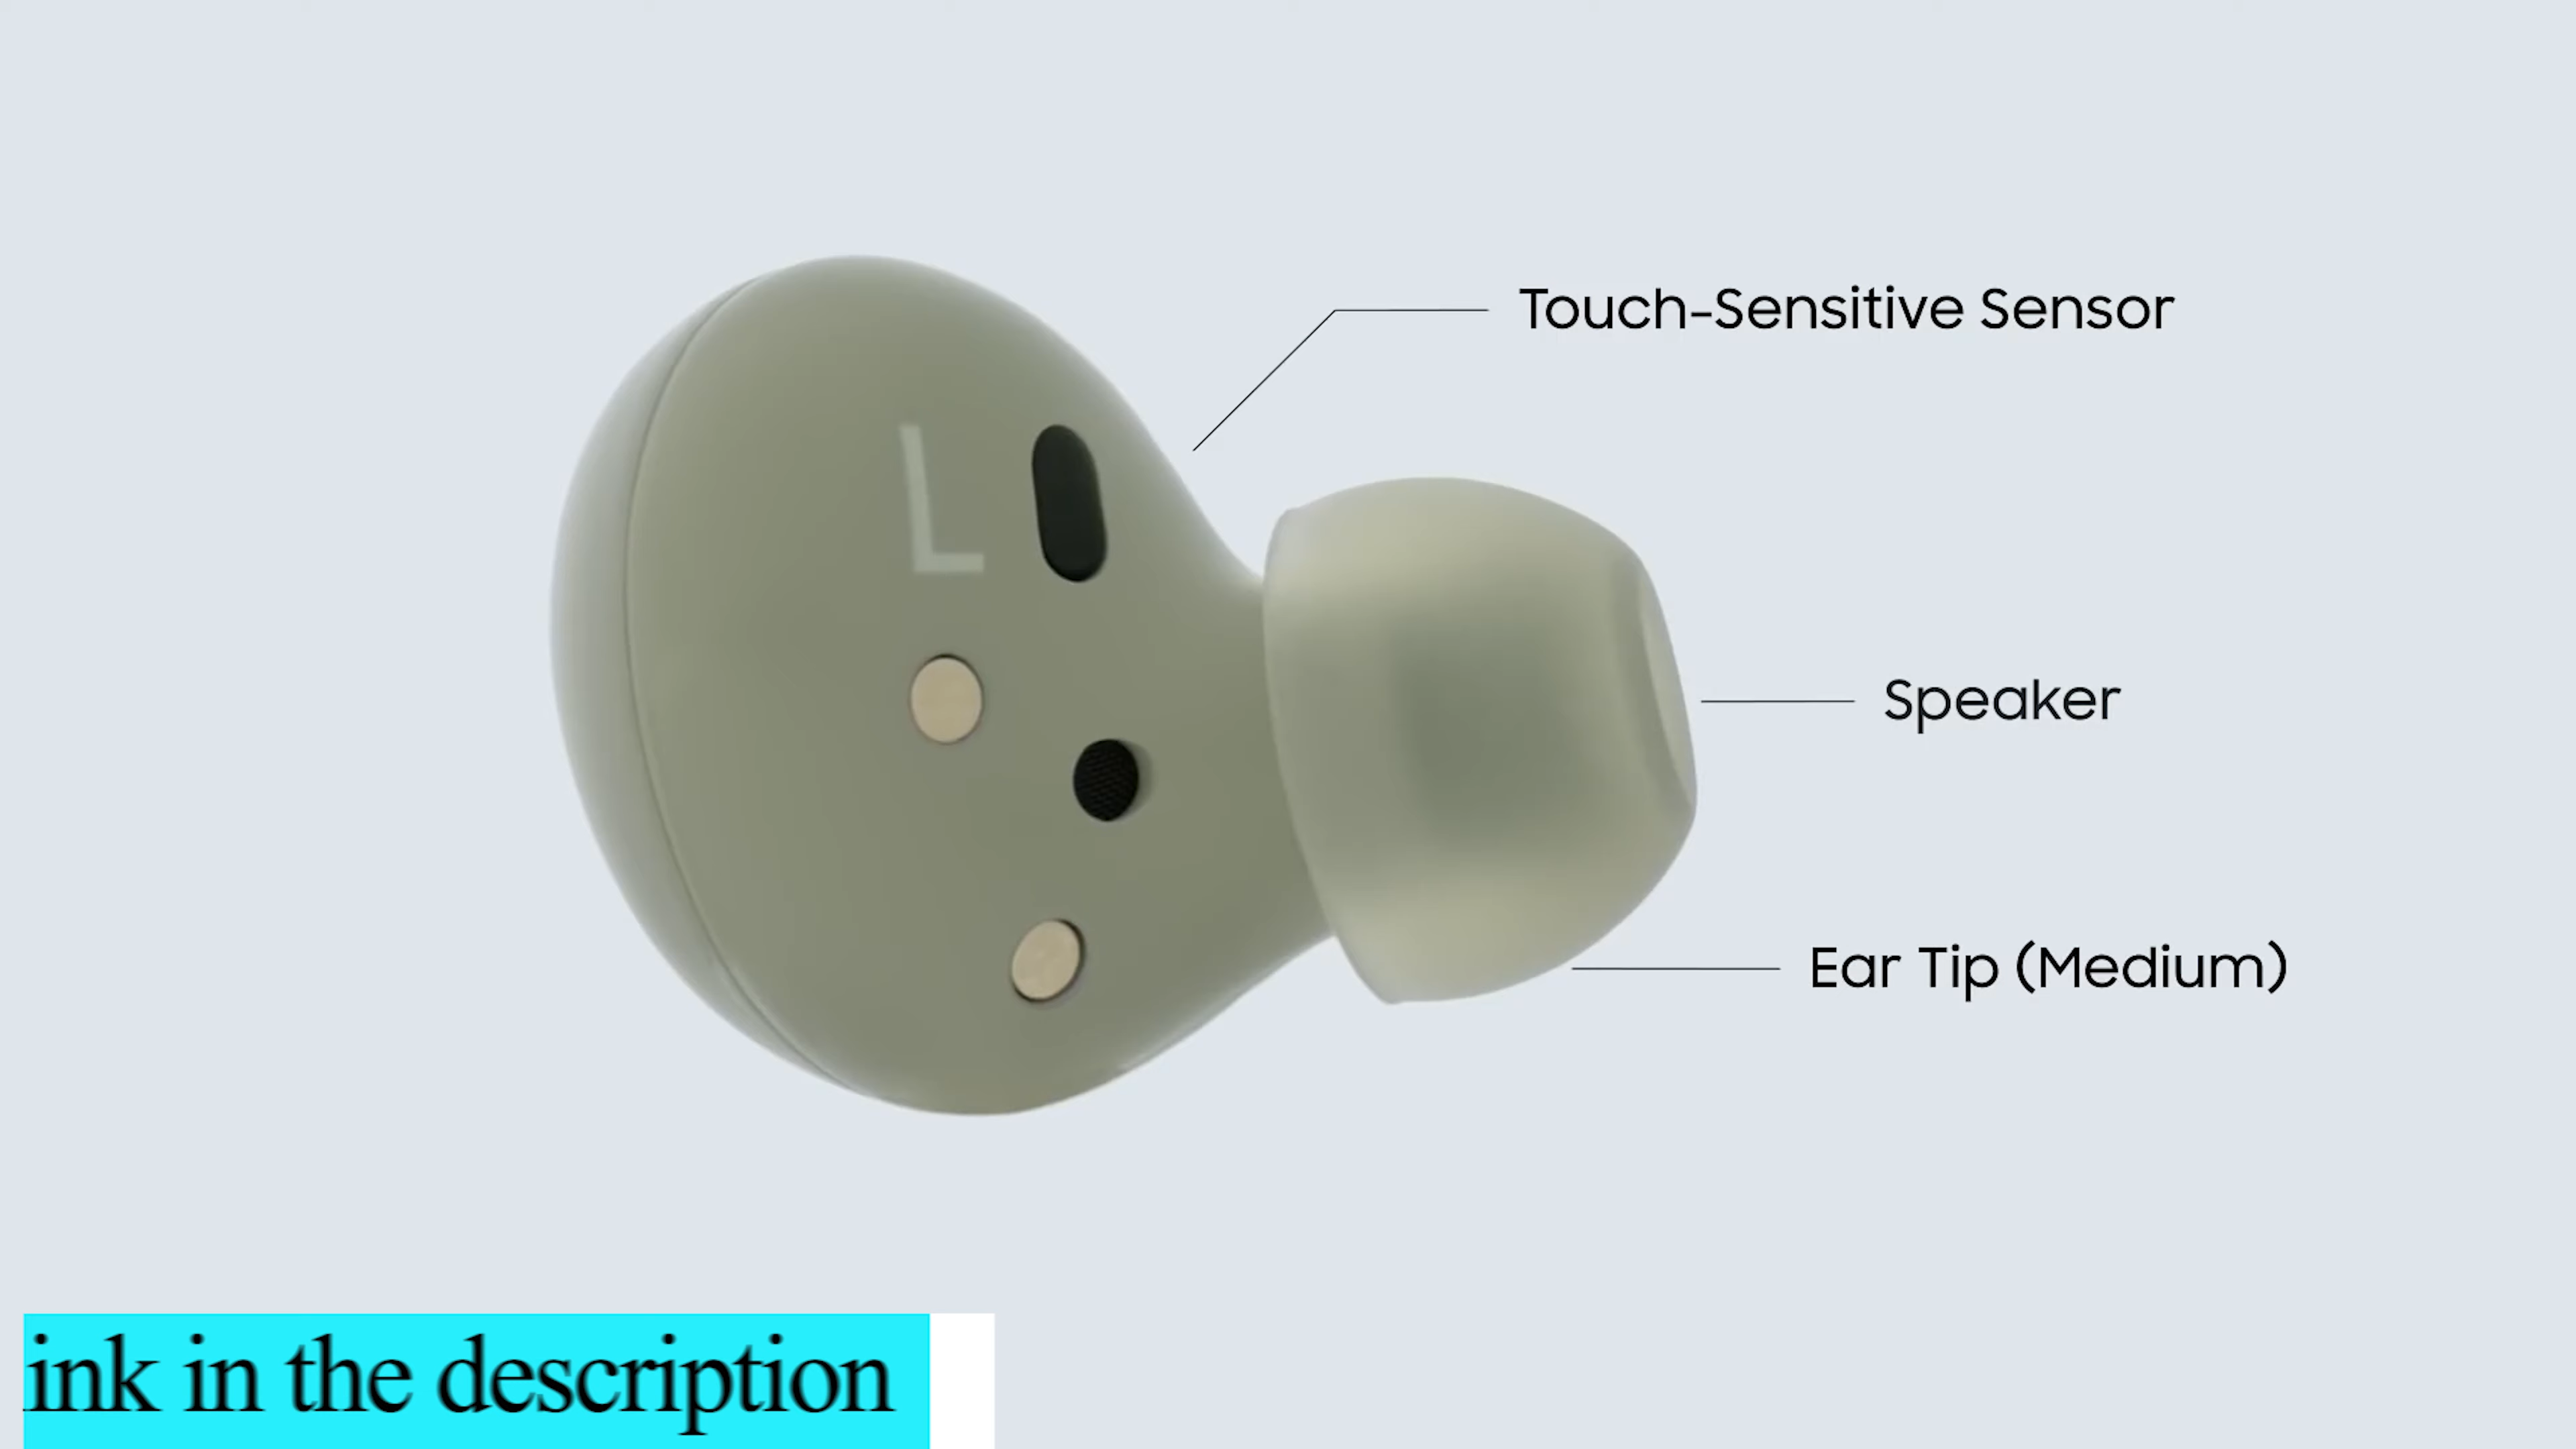 Touch-Sensitive Sensor
L
Speaker
Ear Tip (Medium)
ink in the description